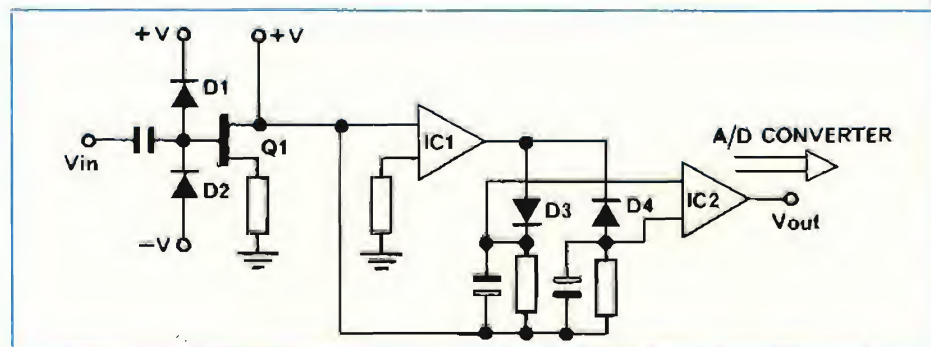 +V
+V
D1
A/D CONVERTER
Q1
IC1
Vin
D2
D3
D4
IC2
Vout
−V